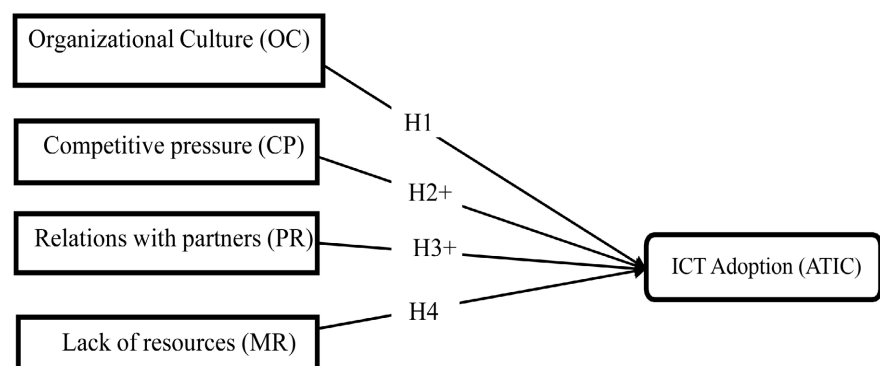 Organizational Culture (OC)
H1
Competitive pressure (CP)
H2+
Relations with partners (PR)
H3+
ICT Adoption (ATIC)
H4
Lack of resources (MR)